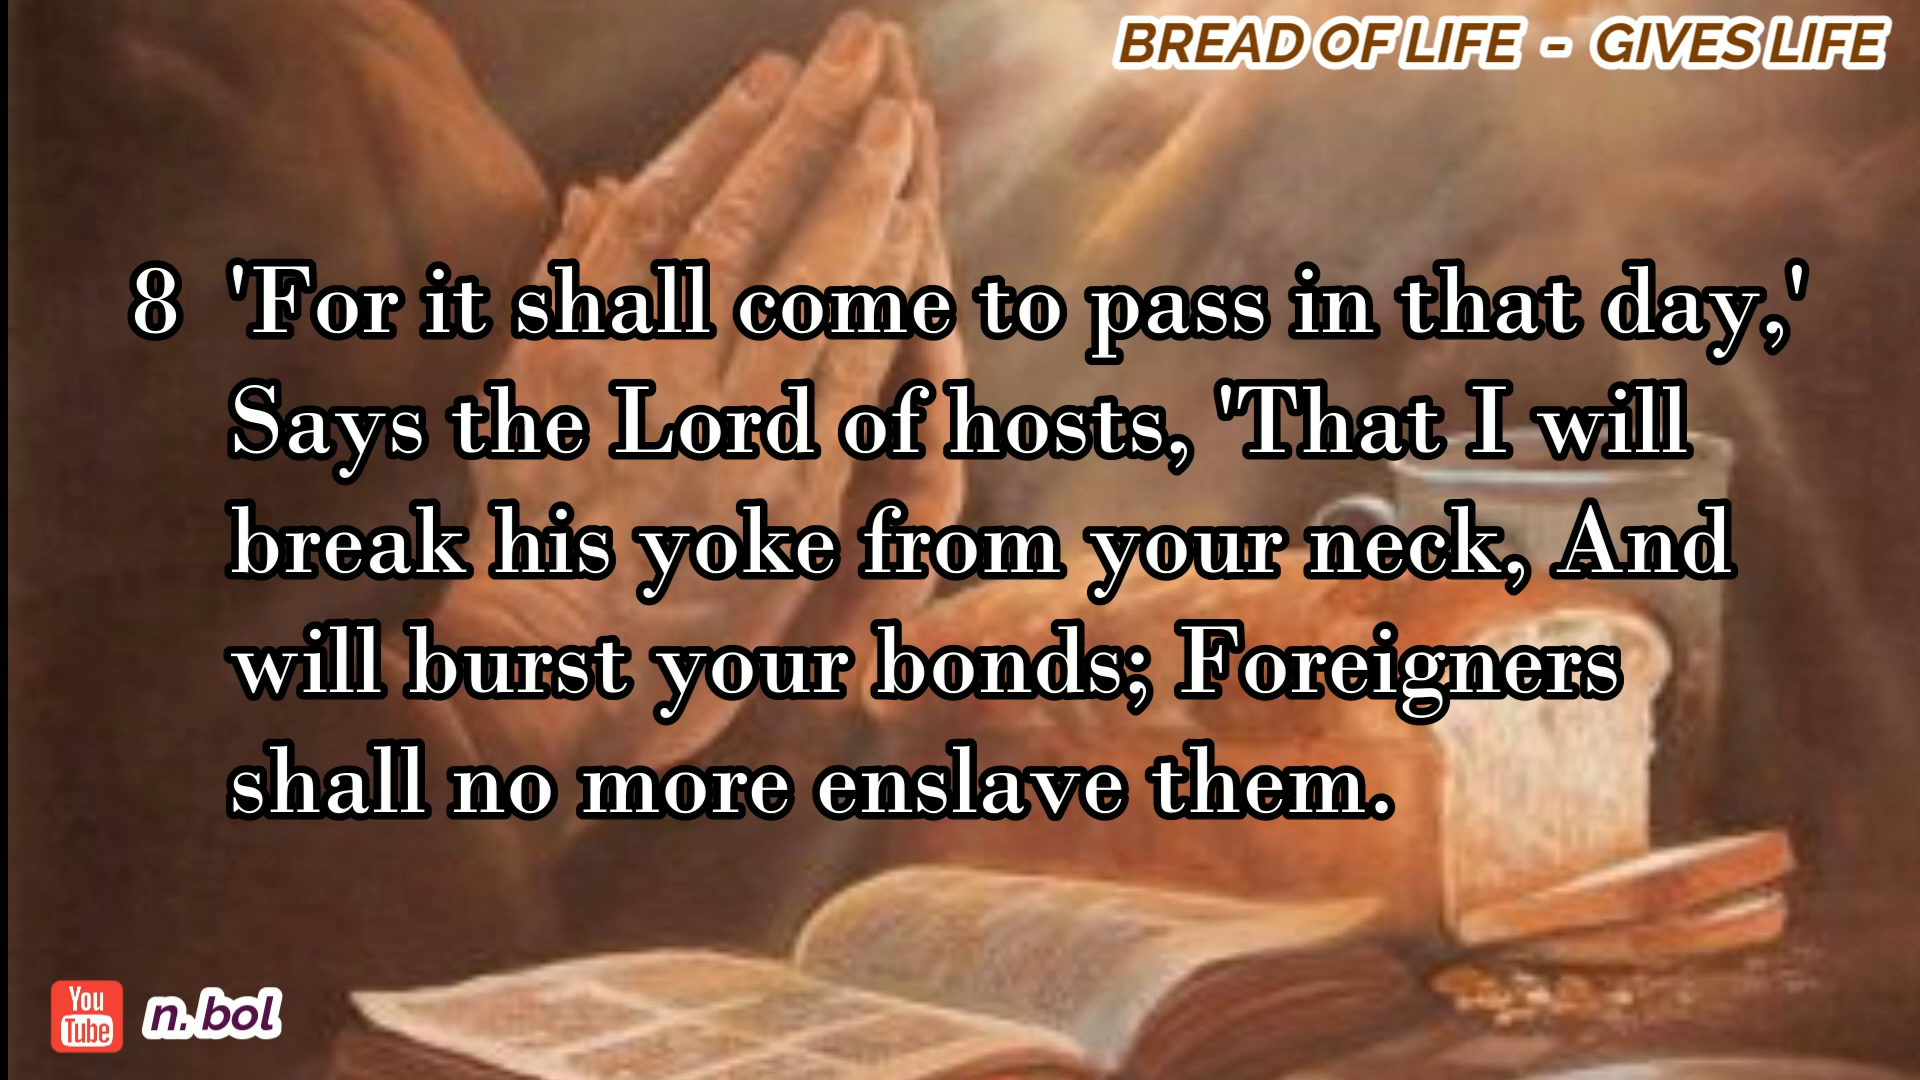 BREAD OF LIFE - GIVES LIFE
8 'For it shall come to pass in that day,'
Says the Lord of hosts, 'That I will
break his yoke from your neck, And
will burst your bonds; Foreigners
shall no more enslave them.
You
Tube
n.bol